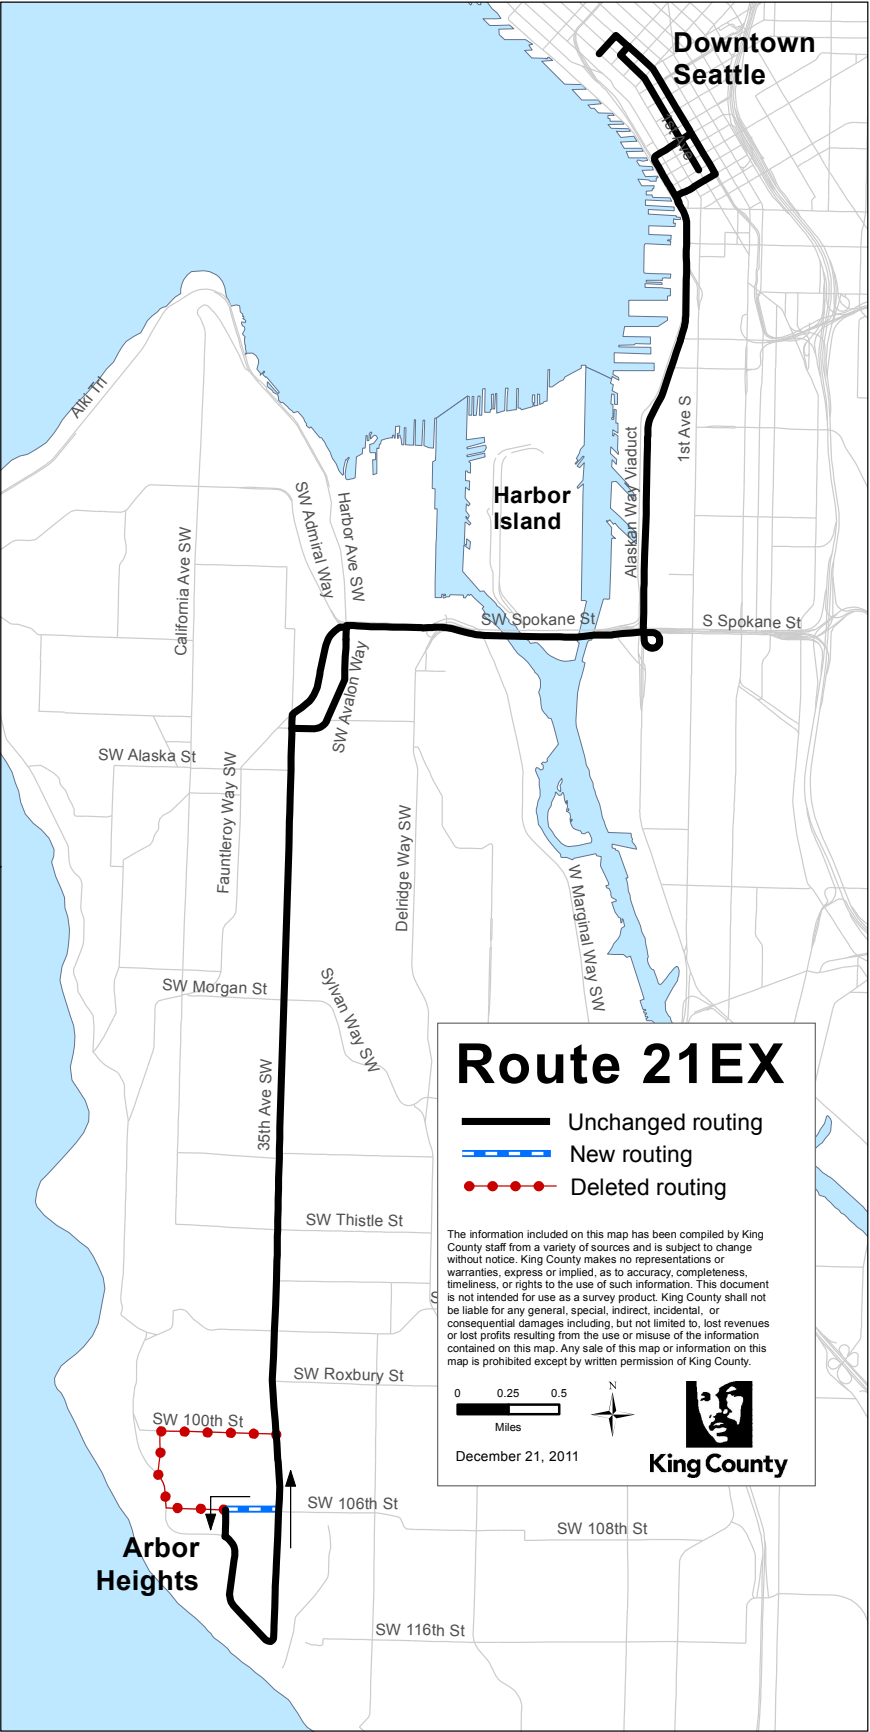 Downtown
Seattle
1st Ave
Alki Trl
1st Ave S
Alaskan Way Viaduct
Harbor
Island
SW Admiral Way
Harbor Ave SW
California Ave SW
SW Spokane St
S Spokane St
SW Avalon Way
SW Alaska St
Fauntleroy Way SW
Delridge Way SW
W Marginal Way SW
SW Morgan St
Sylvan Way SW
35th Ave SW
SW Thistle St
SW Roxbury St
SW 100th St
SW 106th St
SW 108th St
Arbor
Heights
SW 116th St
Route 21EX
Unchanged routing
New routing
Deleted routing
The information included on this map has been compiled by King
County staff from a variety of sources and is subject to change
without notice. King County makes no representations or
warranties, express or implied, as to accuracy, completeness,
timeliness, or rights to the use of such information. This document
is not intended for use as a survey product. King County shall not
be liable for any general, special, indirect, incidental, or
consequential damages including, but not limited to, lost revenues
or lost profits resulting from the use or misuse of the information
contained on this map. Any sale of this map or information on this
map is prohibited except by written permission of King County.
0 0.25 0.5
Miles
N
December 21, 2011
King County